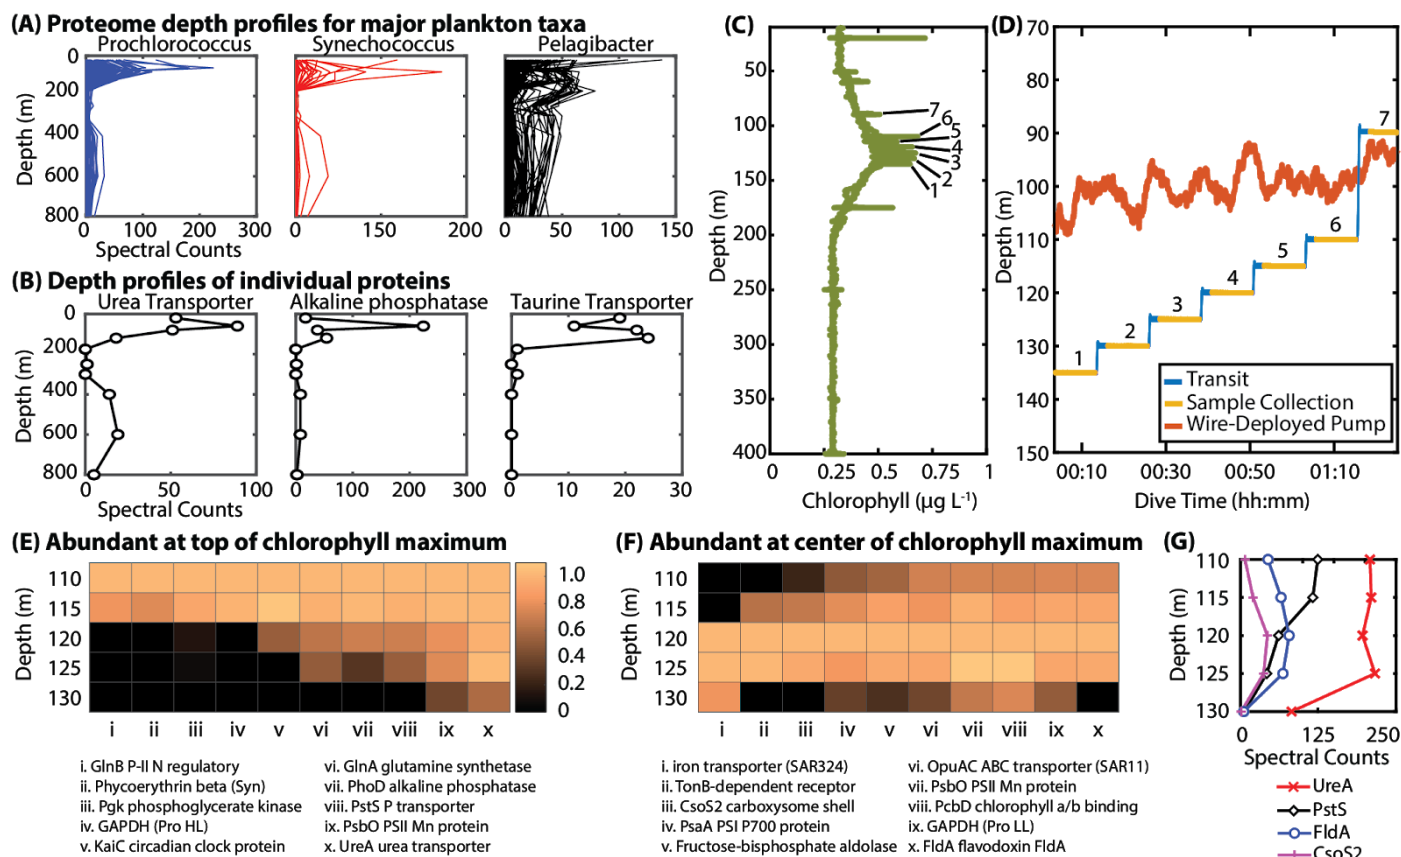 (A) Proteome depth profiles for major plankton taxa
Prochlorococcus
Synechococcus
Pelagibacter
Depth (m)
0
200
400
600
800
0 100 200 300
0 150 200
0 50 100 150
Spectral Counts
(B) Depth profiles of individual proteins
Urea Transporter
Alkaline phosphatase
Taurine Transporter
Depth (m)
0
200
400
600
800
0 50 100
0 100 200 300
0 10 20 30
Spectral Counts
(C)
Depth (m)
50
100
150
200
250
300
350
400
7
6
5
4
3
2
1
0 0.25 0.5 0.75 1
Chlorophyll (µg L-1)
(D)
Depth (m)
70
80
90
100
110
120
130
140
150
1 2 3 4 5 6 7
Transit
Sample Collection
Wire-Deployed Pump
00:10 00:30 00:50 01:10
Dive Time (hh:mm)
(E) Abundant at top of chlorophyll maximum
Depth (m)
110
115
120
125
130
1.0
0.8
0.6
0.4
0.2
0
i ii iii iv v vi vii viii ix x
i. GlnB P-II N regulatory
ii. Phycoerythrin beta (Syn)
iii. Pgk phosphoglycerate kinase
iv. GAPDH (Pro HL)
v. KaiC circadian clock protein
vi. GlnA glutamine synthetase
vii. PhoD alkaline phosphatase
viii. PstS P transporter
ix. PsbO PSII Mn protein
x. UreA urea transporter
(F) Abundant at center of chlorophyll maximum
Depth (m)
110
115
120
125
130
i ii iii iv v vi vii viii ix x
i. iron transporter (SAR324)
ii. TonB-dependent receptor
iii. CsoS2 carboxysome shell
iv. PsaA PSI P700 protein
v. Fructose-bisphosphate aldolase
vi. OpuAC ABC transporter (SAR11)
vii. PsbO PSII Mn protein
viii. PcbD chlorophyll a/b binding
ix. GAPDH (Pro LL)
x. FldA flavodoxin FldA
(G)
Depth (m)
110
115
120
125
130
0 125 250
Spectral Counts
UreA
PstS
FldA
CsoS2